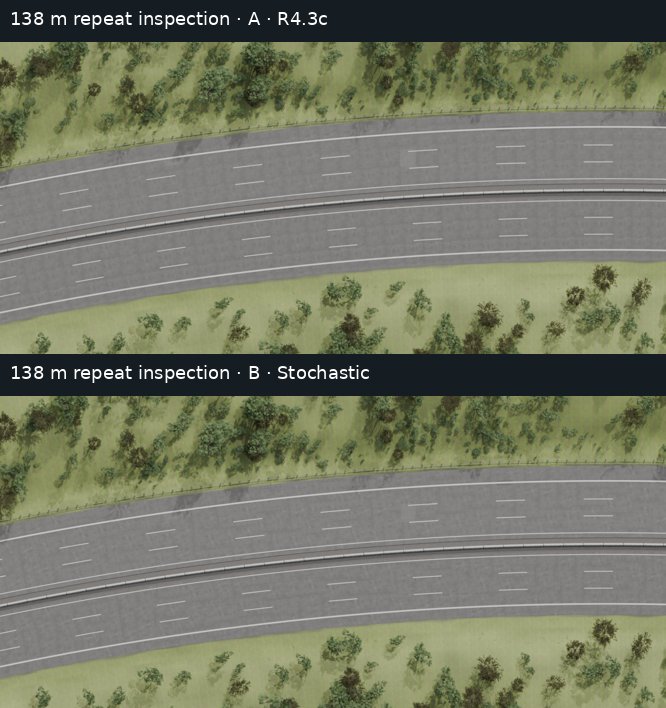 138 m repeat inspection · A · R4.3c
138 m repeat inspection · B · Stochastic